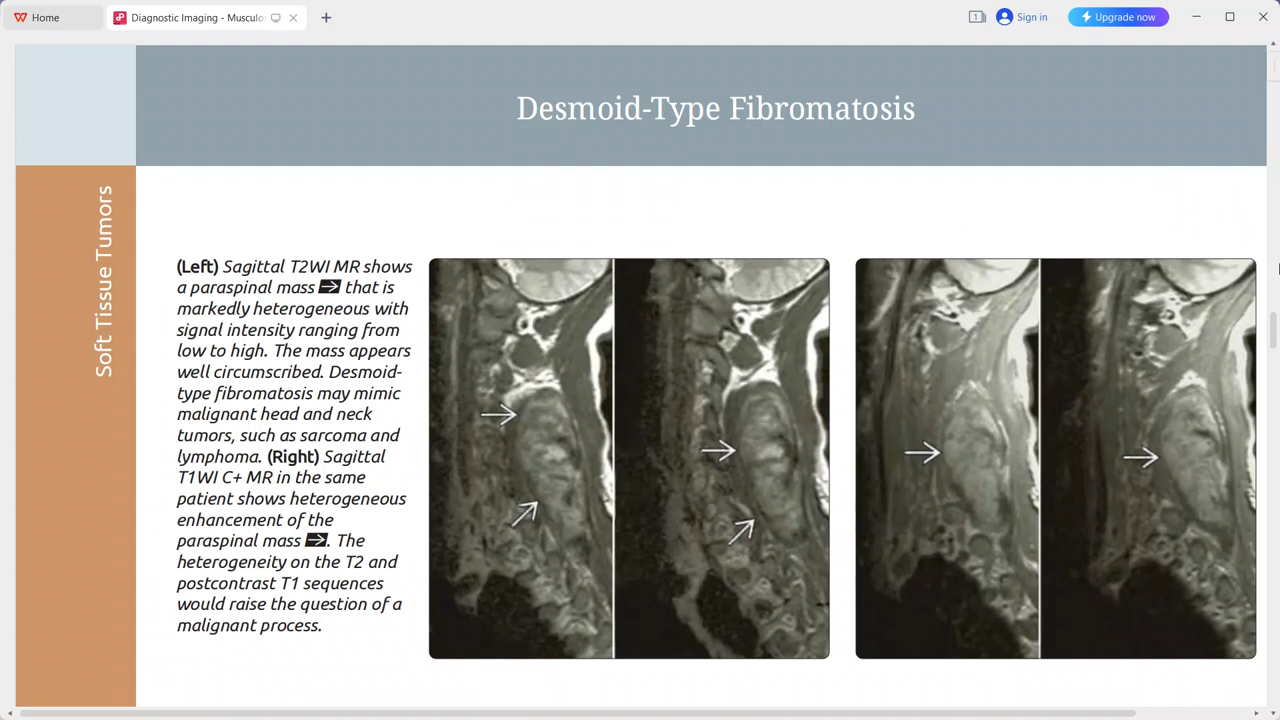 Home
Diagnostic Imaging - Musculos
1
Sign in
Upgrade now
Desmoid-Type Fibromatosis
Soft Tissue Tumors
(Left) Sagittal T2WI MR shows
a paraspinal mass ➡ that is
markedly heterogeneous with
signal intensity ranging from
low to high. The mass appears
well circumscribed. Desmoid-
type fibromatosis may mimic
malignant head and neck
tumors, such as sarcoma and
lymphoma. (Right) Sagittal
T1WI C+ MR in the same
patient shows heterogeneous
enhancement of the
paraspinal mass ➡. The
heterogeneity on the T2 and
postcontrast T1 sequences
would raise the question of a
malignant process.